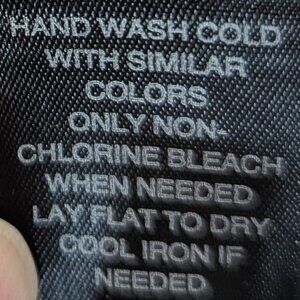 HAND WASH COLD
WITH SIMILAR
COLORS
ONLY NON-
CHLORINE BLEACH
WHEN NEEDED
LAY FLAT TO DRY
COOL IRON IF
NEEDED